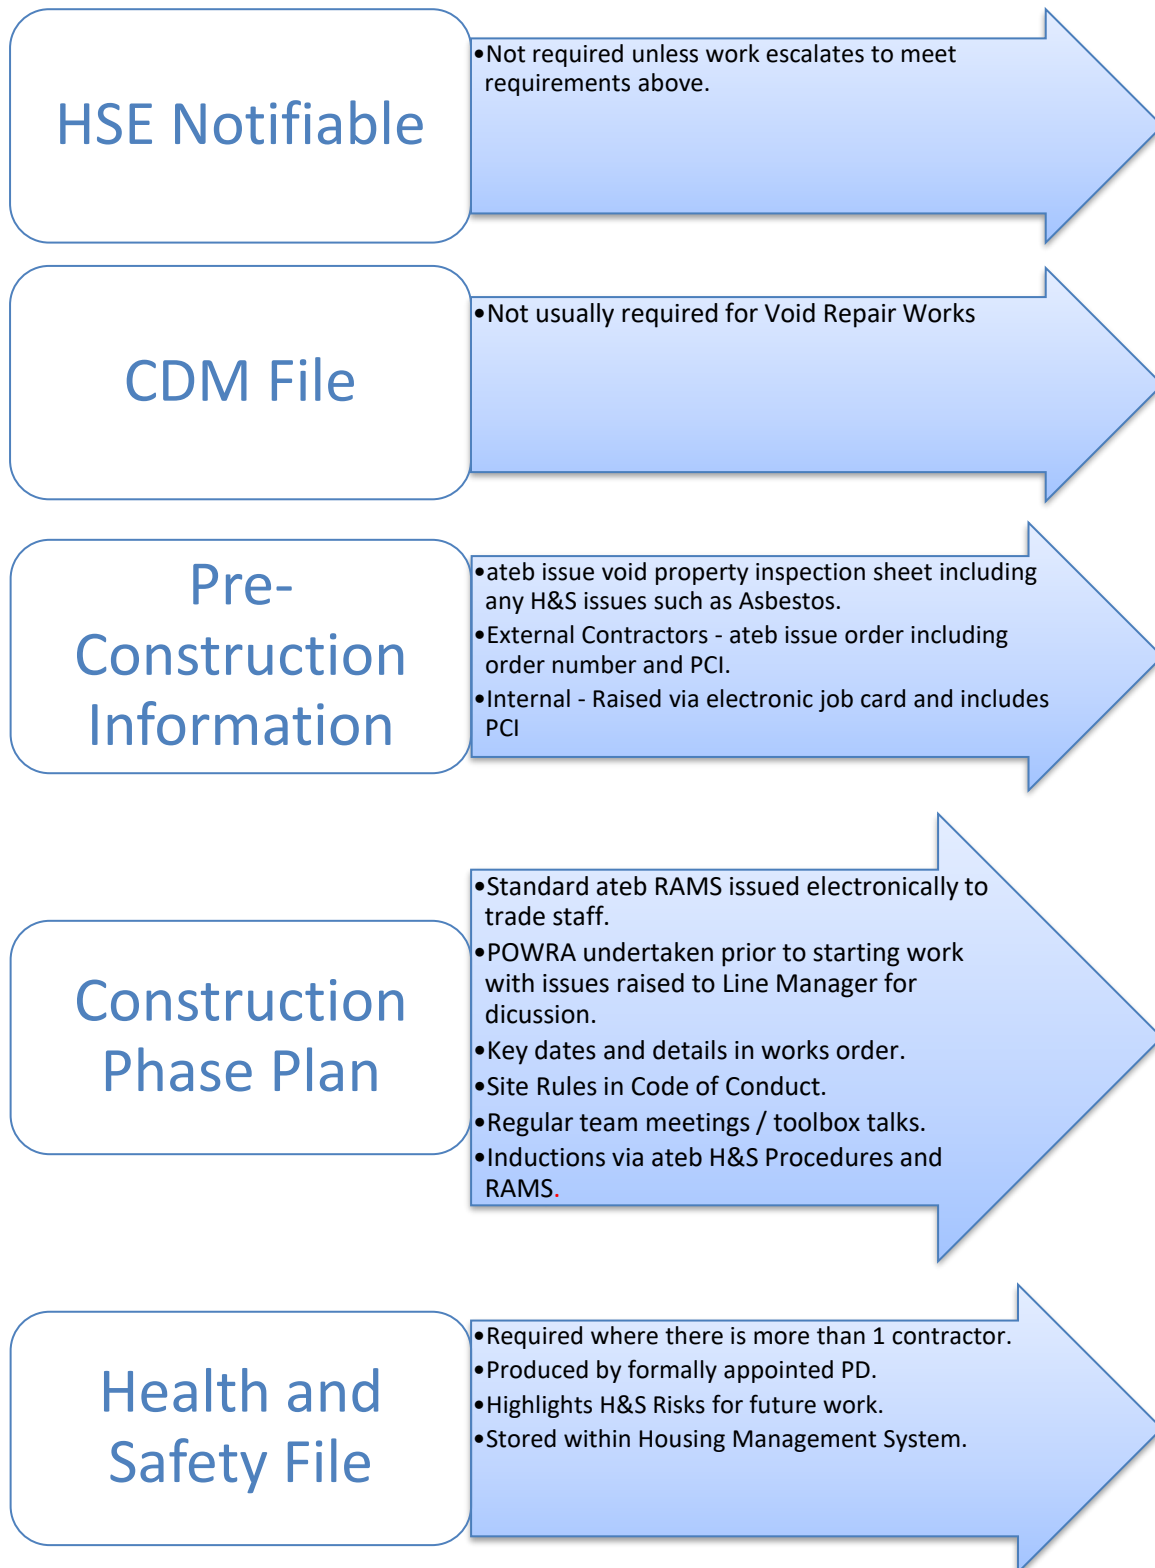 HSE Notifiable
•Not required unless work escalates to meet
requirements above.
CDM File
•Not usually required for Void Repair Works
Pre-
Construction
Information
•ateb issue void property inspection sheet including
any H&S issues such as Asbestos.
•External Contractors - ateb issue order including
order number and PCI.
•Internal - Raised via electronic job card and includes
PCI
Construction
Phase Plan
•Standard ateb RAMS issued electronically to
trade staff.
•POWRA undertaken prior to starting work
with issues raised to Line Manager for
dicussion.
•Key dates and details in works order.
•Site Rules in Code of Conduct.
•Regular team meetings / toolbox talks.
•Inductions via ateb H&S Procedures and
RAMS.
Health and
Safety File
•Required where there is more than 1 contractor.
•Produced by formally appointed PD.
•Highlights H&S Risks for future work.
•Stored within Housing Management System.